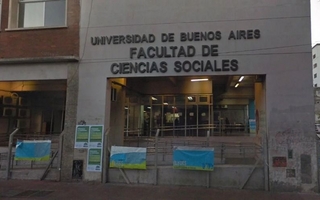 UNIVERSIDAD DE BUENOS AIRES
FACULTAD DE
CIENCIAS SOCIALES